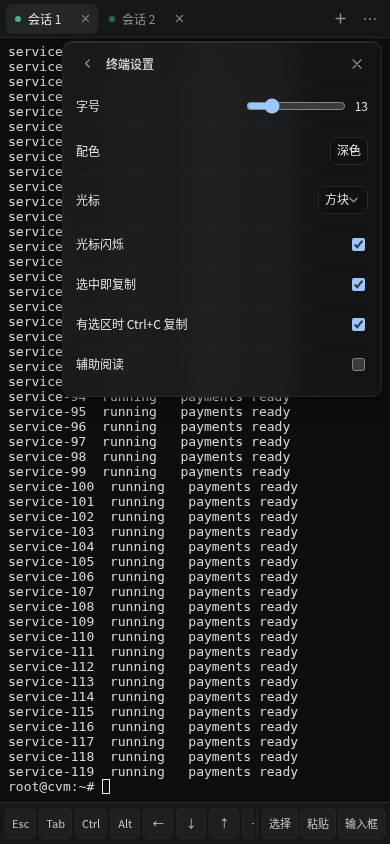 会话 1
会话 2
service
终端设置
字号
13
配色
深色
光标
方块
光标闪烁
选中即复制
有选区时 Ctrl+C 复制
辅助阅读
service-94 running payments ready
service-95 running payments ready
service-96 running payments ready
service-97 running payments ready
service-98 running payments ready
service-99 running payments ready
service-100 running payments ready
service-101 running payments ready
service-102 running payments ready
service-103 running payments ready
service-104 running payments ready
service-105 running payments ready
service-106 running payments ready
service-107 running payments ready
service-108 running payments ready
service-109 running payments ready
service-110 running payments ready
service-111 running payments ready
service-112 running payments ready
service-113 running payments ready
service-114 running payments ready
service-115 running payments ready
service-116 running payments ready
service-117 running payments ready
service-118 running payments ready
service-119 running payments ready
root@cvm:~#
Esc Tab Ctrl Alt ← ↓ ↑ 选择 粘贴 输入框